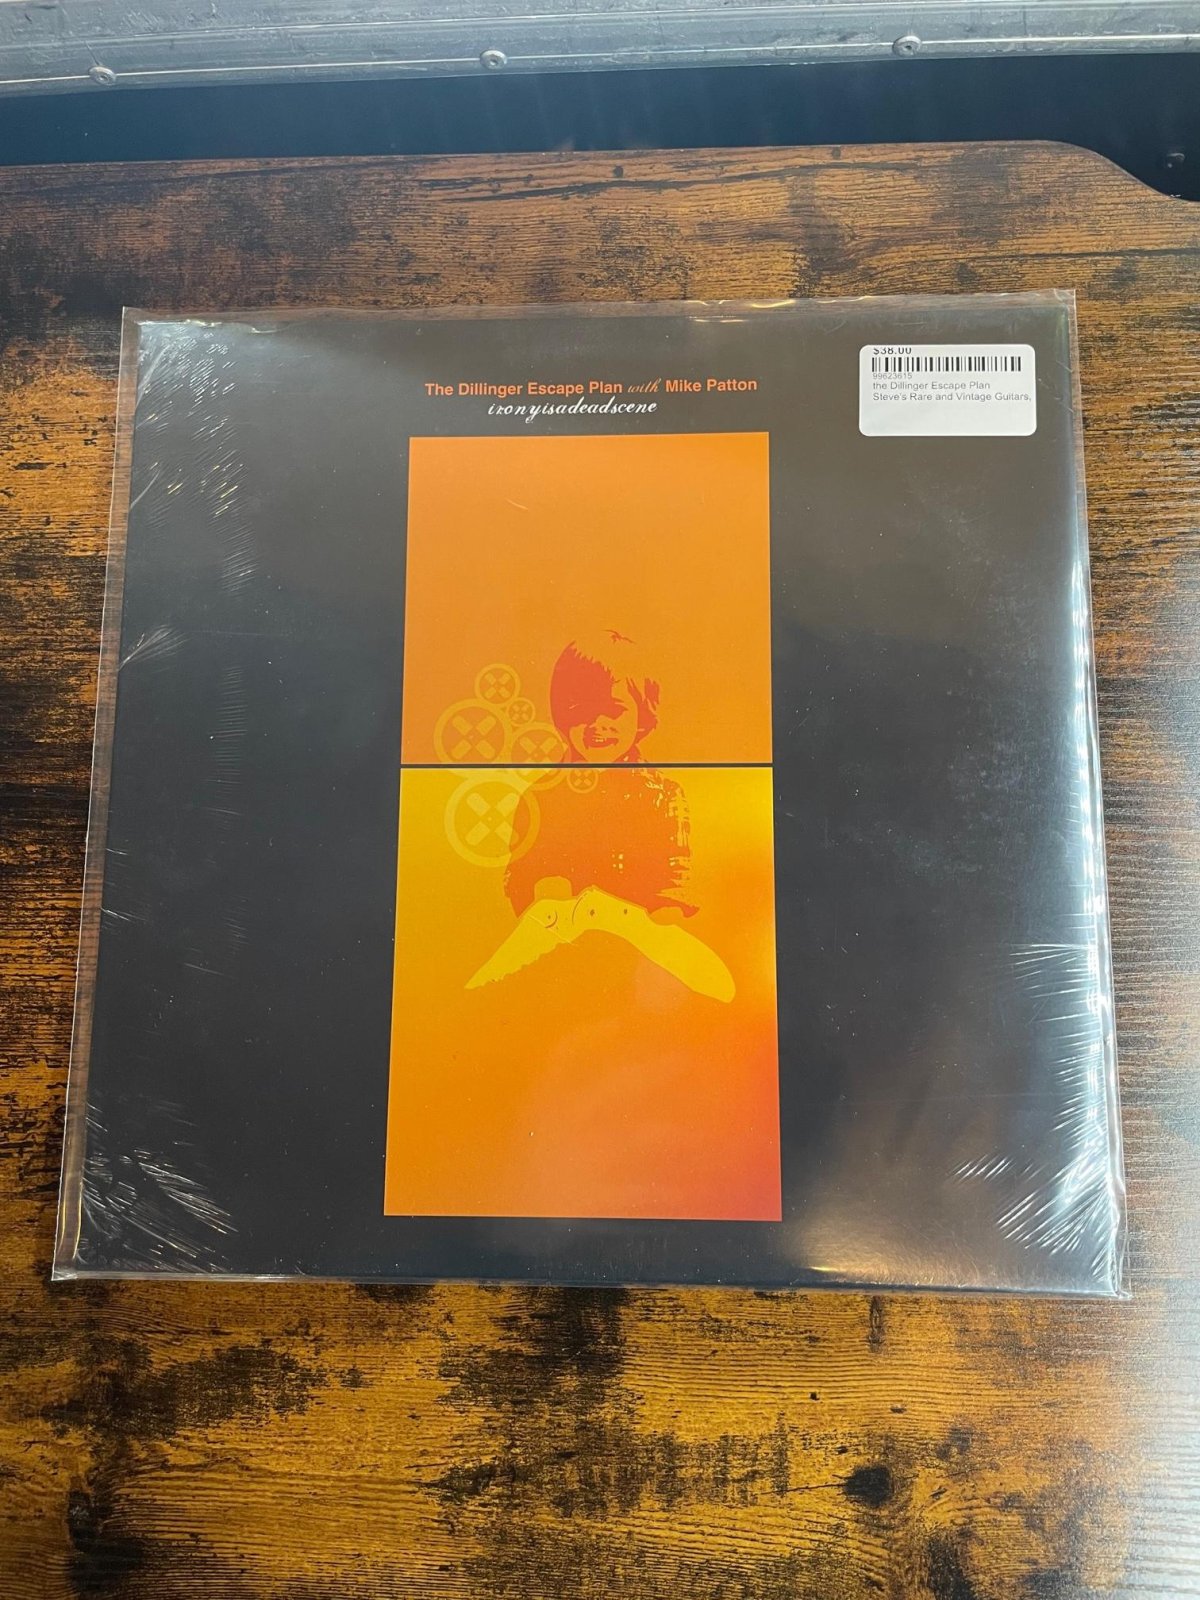 The Dillinger Escape Plan with Mike Patton
ironyisadeadscene
$38.00
99623615
the Dillinger Escape Plan
Steve's Rare and Vintage Guitars,